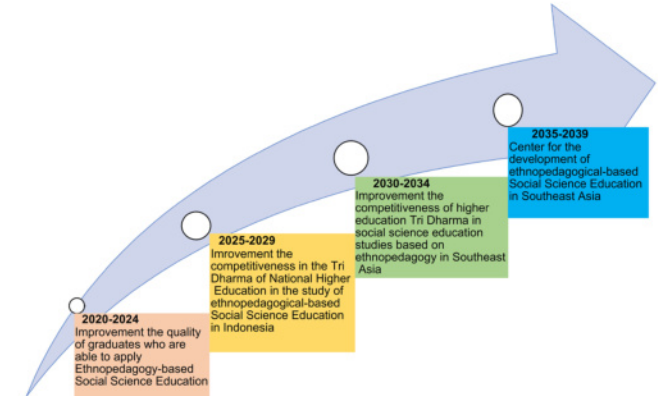 2020-2024
Improvement the quality
of graduates who are
able to apply
Ethnopedagogy-based
Social Science Education
2025-2029
Imrovement the
competitiveness in the Tri
Dharma of National Higher
Education in the study of
ethnopedagogical-based
Social Science Education
in Indonesia
2030-2034
Improvement the
competitiveness of higher
education Tri Dharma in
social science education
studies based on
ethnopedagogy in Southeast
Asia
2035-2039
Center for the
development of
ethnopedagogical-based
Social Science Education
in Southeast Asia